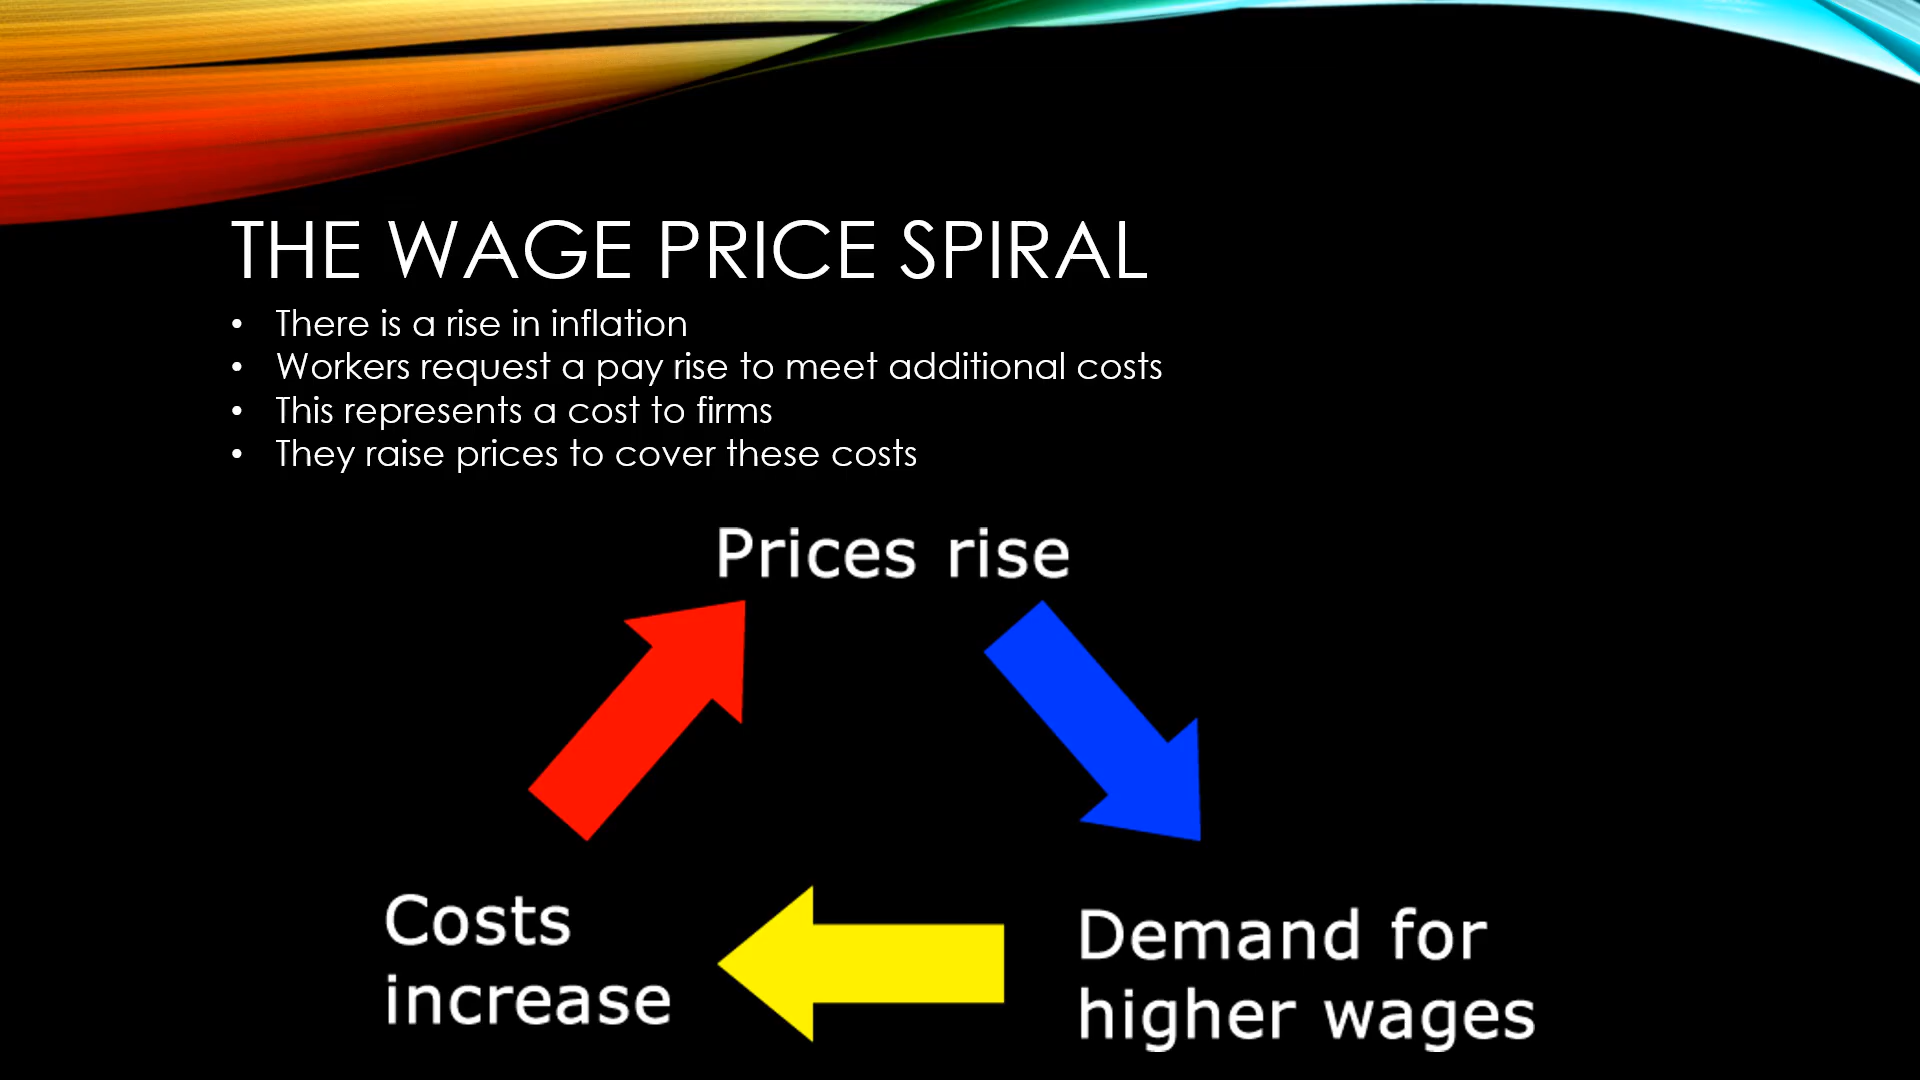 THE WAGE PRICE SPIRAL
• There is a rise in inflation
• Workers request a pay rise to meet additional costs
• This represents a cost to firms
• They raise prices to cover these costs
Prices rise
Costs
increase
Demand for
higher wages